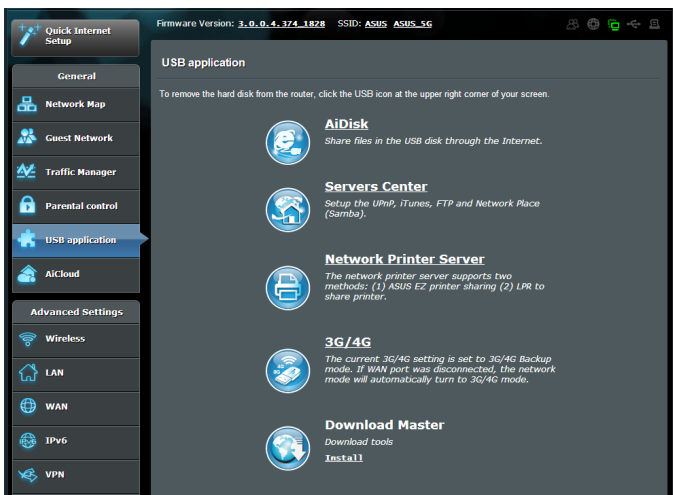 Quick Internet
Setup
Firmware Version: 3.0.0.4.374_1828 SSID: ASUS ASUS_5G
General
Network Map
Guest Network
Traffic Manager
Parental control
USB application
AiCloud
Advanced Settings
Wireless
LAN
WAN
IPv6
VPN
USB application
To remove the hard disk from the router, click the USB icon at the upper right corner of your screen.
AiDisk
Share files in the USB disk through the Internet.
Servers Center
Setup the UPnP, iTunes, FTP and Network Place
(Samba).
Network Printer Server
The network printer server supports two
methods: (1) ASUS EZ printer sharing (2) LPR to
share printer.
3G/4G
The current 3G/4G setting is set to 3G/4G Backup
mode. If WAN port was disconnected, the network
mode will automatically turn to 3G/4G mode.
Download Master
Download tools
Install